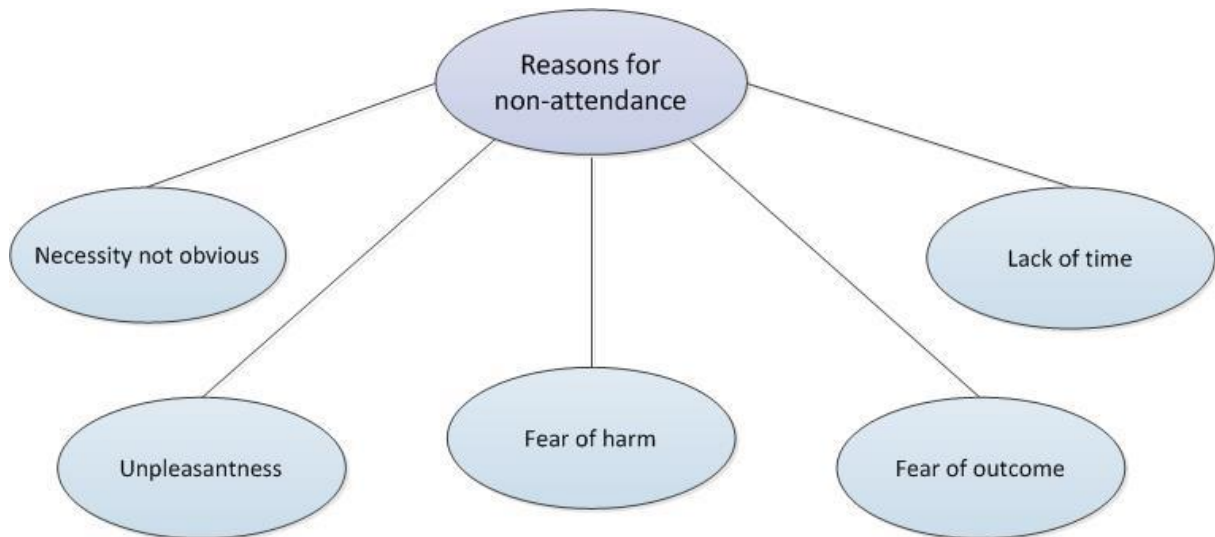 Reasons for
non-attendance
Necessity not obvious
Lack of time
Unpleasantness
Fear of harm
Fear of outcome